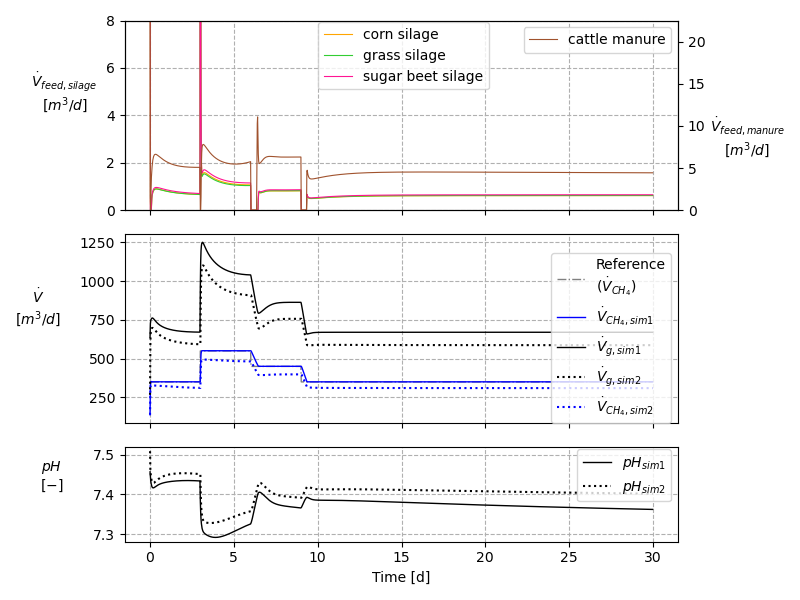 8
6
4
2
0
V̇feed,silage
[m³/d]
corn silage
grass silage
sugar beet silage
cattle manure
20
15
10
5
0
V̇feed,manure
[m³/d]
1250
1000
750
500
250
V̇
[m³/d]
Reference
(V̇CH₄)
V̇CH₄,sim1
V̇g,sim1
V̇g,sim2
V̇CH₄,sim2
7.5
7.4
7.3
pH
[−]
pHsim1
pHsim2
0 5 10 15 20 25 30
Time [d]